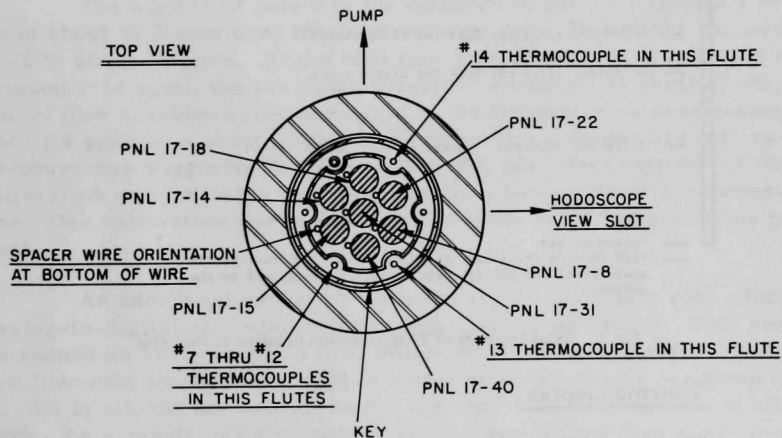 PUMP
TOP VIEW
#14 THERMOCOUPLE IN THIS FLUTE
PNL 17-22
PNL 17-18
PNL 17-14
HODOSCOPE
VIEW SLOT
SPACER WIRE ORIENTATION
AT BOTTOM OF WIRE
PNL 17-8
PNL 17-15
PNL 17-31
#13 THERMOCOUPLE IN THIS FLUTE
#7 THRU #12
THERMOCOUPLES
IN THIS FLUTES
PNL 17-40
KEY